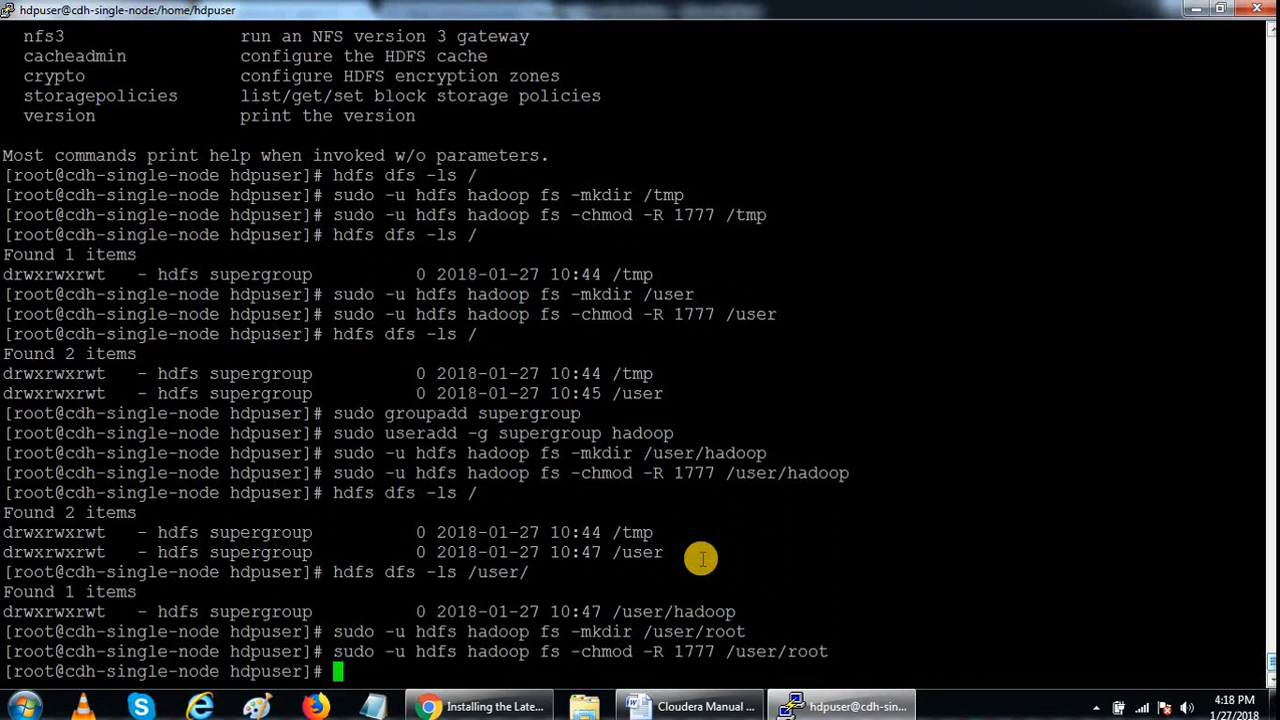 hdpuser@cdh-single-node:/home/hdpuser
nfs3 run an NFS version 3 gateway
cacheadmin configure the HDFS cache
crypto configure HDFS encryption zones
storagepolicies list/get/set block storage policies
version print the version
Most commands print help when invoked w/o parameters.
[root@cdh-single-node hdpuser]# hdfs dfs -ls /
[root@cdh-single-node hdpuser]# sudo -u hdfs hadoop fs -mkdir /tmp
[root@cdh-single-node hdpuser]# sudo -u hdfs hadoop fs -chmod -R 1777 /tmp
[root@cdh-single-node hdpuser]# hdfs dfs -ls /
Found 1 items
drwxrwxrwt - hdfs supergroup 0 2018-01-27 10:44 /tmp
[root@cdh-single-node hdpuser]# sudo -u hdfs hadoop fs -mkdir /user
[root@cdh-single-node hdpuser]# sudo -u hdfs hadoop fs -chmod -R 1777 /user
[root@cdh-single-node hdpuser]# hdfs dfs -ls /
Found 2 items
drwxrwxrwt - hdfs supergroup 0 2018-01-27 10:44 /tmp
drwxrwxrwt - hdfs supergroup 0 2018-01-27 10:45 /user
[root@cdh-single-node hdpuser]# sudo groupadd supergroup
[root@cdh-single-node hdpuser]# sudo useradd -g supergroup hadoop
[root@cdh-single-node hdpuser]# sudo -u hdfs hadoop fs -mkdir /user/hadoop
[root@cdh-single-node hdpuser]# sudo -u hdfs hadoop fs -chmod -R 1777 /user/hadoop
[root@cdh-single-node hdpuser]# hdfs dfs -ls /
Found 2 items
drwxrwxrwt - hdfs supergroup 0 2018-01-27 10:44 /tmp
drwxrwxrwt - hdfs supergroup 0 2018-01-27 10:47 /user
[root@cdh-single-node hdpuser]# hdfs dfs -ls /user/
Found 1 items
drwxrwxrwt - hdfs supergroup 0 2018-01-27 10:47 /user/hadoop
[root@cdh-single-node hdpuser]# sudo -u hdfs hadoop fs -mkdir /user/root
[root@cdh-single-node hdpuser]# sudo -u hdfs hadoop fs -chmod -R 1777 /user/root
[root@cdh-single-node hdpuser]#
Installing the Late... Cloudera Manual ... hdpuser@cdh-sin... 4:18 PM
1/27/2018